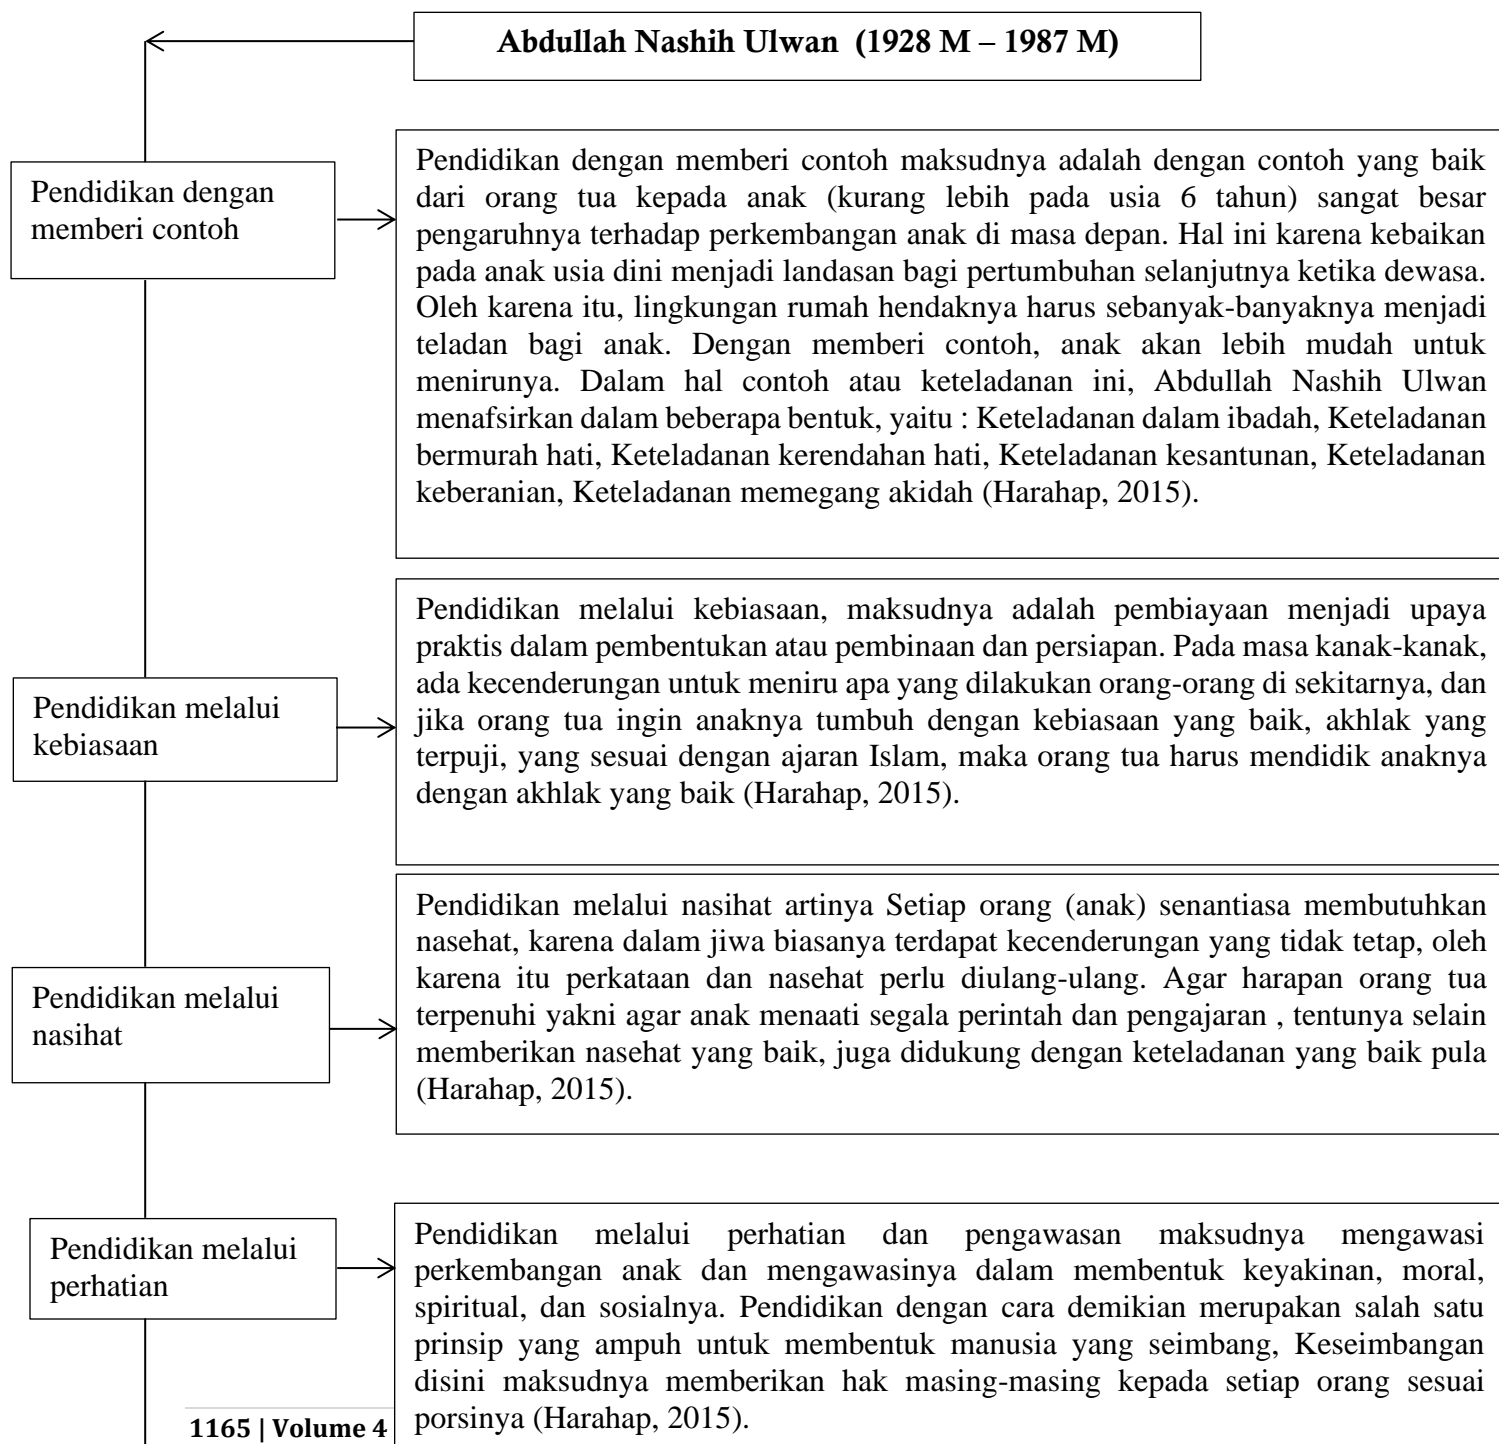 Abdullah Nashih Ulwan (1928 M – 1987 M)
Pendidikan dengan
memberi contoh
Pendidikan dengan memberi contoh maksudnya adalah dengan contoh yang baik
dari orang tua kepada anak (kurang lebih pada usia 6 tahun) sangat besar
pengaruhnya terhadap perkembangan anak di masa depan. Hal ini karena kebaikan
pada anak usia dini menjadi landasan bagi pertumbuhan selanjutnya ketika dewasa.
Oleh karena itu, lingkungan rumah hendaknya harus sebanyak-banyaknya menjadi
teladan bagi anak. Dengan memberi contoh, anak akan lebih mudah untuk
menirunya. Dalam hal contoh atau keteladanan ini, Abdullah Nashih Ulwan
menafsirkan dalam beberapa bentuk, yaitu : Keteladanan dalam ibadah, Keteladanan
bermurah hati, Keteladanan kerendahan hati, Keteladanan kesantunan, Keteladanan
keberanian, Keteladanan memegang akidah (Harahap, 2015).
Pendidikan melalui
kebiasaan
Pendidikan melalui kebiasaan, maksudnya adalah pembiayaan menjadi upaya
praktis dalam pembentukan atau pembinaan dan persiapan. Pada masa kanak-kanak,
ada kecenderungan untuk meniru apa yang dilakukan orang-orang di sekitarnya, dan
jika orang tua ingin anaknya tumbuh dengan kebiasaan yang baik, akhlak yang
terpuji, yang sesuai dengan ajaran Islam, maka orang tua harus mendidik anaknya
dengan akhlak yang baik (Harahap, 2015).
Pendidikan melalui
nasihat
Pendidikan melalui nasihat artinya Setiap orang (anak) senantiasa membutuhkan
nasehat, karena dalam jiwa biasanya terdapat kecenderungan yang tidak tetap, oleh
karena itu perkataan dan nasehat perlu diulang-ulang. Agar harapan orang tua
terpenuhi yakni agar anak menaati segala perintah dan pengajaran , tentunya selain
memberikan nasehat yang baik, juga didukung dengan keteladanan yang baik pula
(Harahap, 2015).
Pendidikan melalui
perhatian
Pendidikan melalui perhatian dan pengawasan maksudnya mengawasi
perkembangan anak dan mengawasinya dalam membentuk keyakinan, moral,
spiritual, dan sosialnya. Pendidikan dengan cara demikian merupakan salah satu
prinsip yang ampuh untuk membentuk manusia yang seimbang, Keseimbangan
disini maksudnya memberikan hak masing-masing kepada setiap orang sesuai
porsinya (Harahap, 2015).
1165 | Volume 4